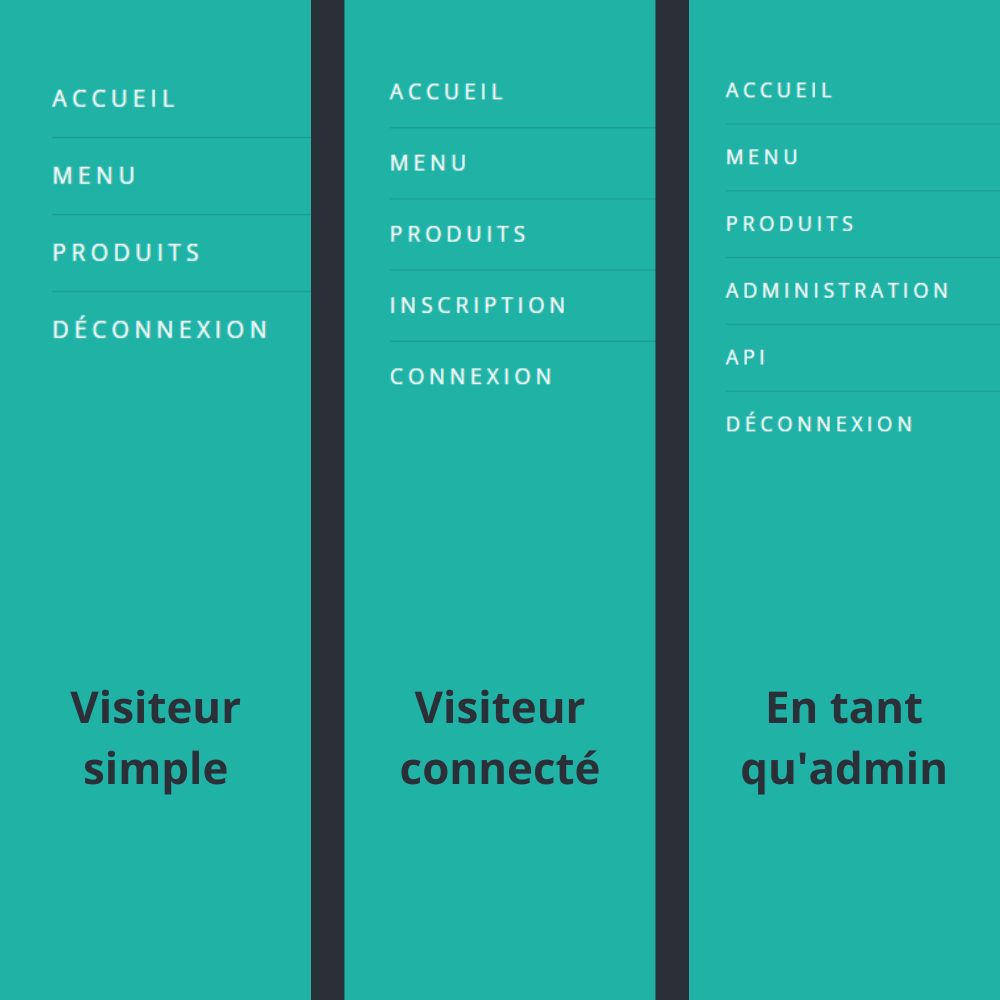 ACCUEIL
MENU
PRODUITS
DÉCONNEXION
Visiteur
simple
ACCUEIL
MENU
PRODUITS
INSCRIPTION
CONNEXION
Visiteur
connecté
ACCUEIL
MENU
PRODUITS
ADMINISTRATION
API
DÉCONNEXION
En tant
qu'admin